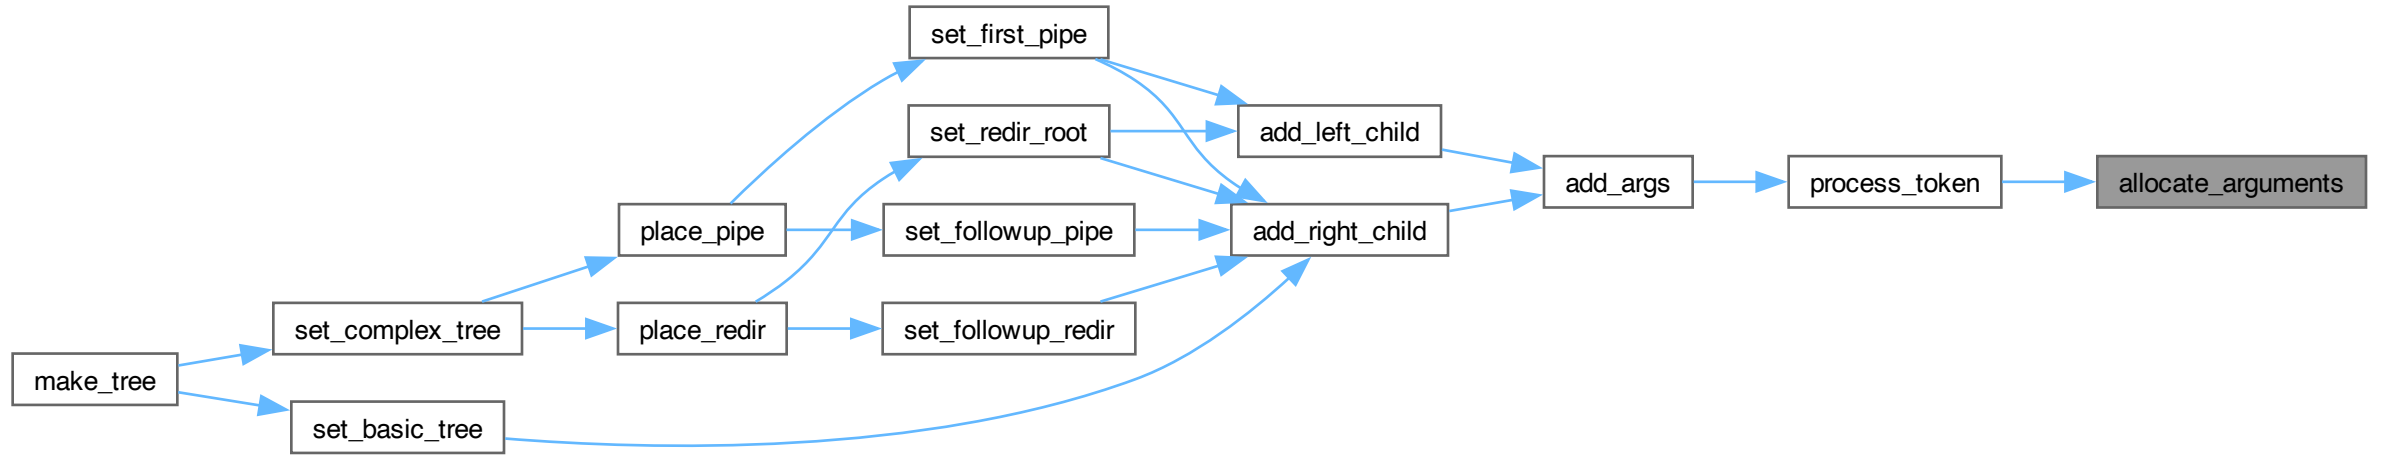 set_first_pipe
set_redir_root
add_left_child
add_args
process_token
allocate_arguments
place_pipe
set_followup_pipe
add_right_child
set_complex_tree
place_redir
set_followup_redir
make_tree
set_basic_tree